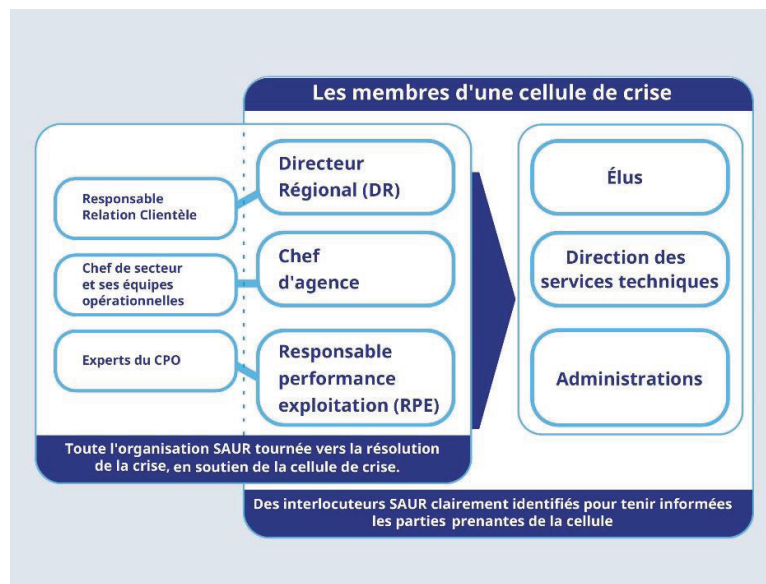 Les membres d'une cellule de crise
Responsable
Relation Clientèle
Chef de secteur
et ses équipes
opérationnelles
Experts du CPO
Directeur
Régional (DR)
Chef
d'agence
Responsable
performance
exploitation (RPE)
Élus
Direction des
services techniques
Administrations
Toute l'organisation SAUR tournée vers la résolution
de la crise, en soutien de la cellule de crise.
Des interlocuteurs SAUR clairement identifiés pour tenir informées
les parties prenantes de la cellule